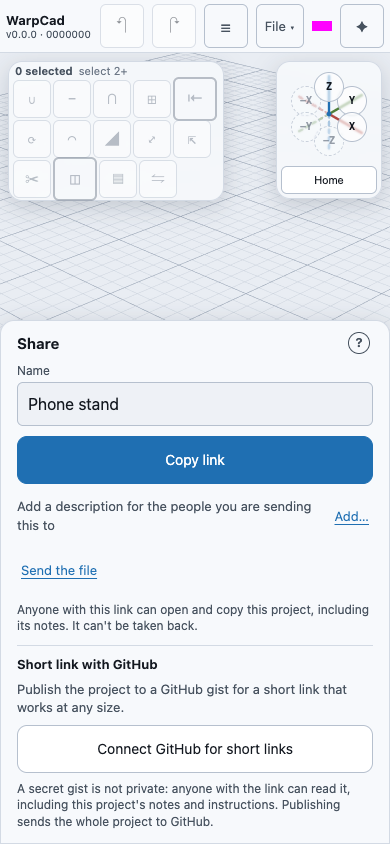 WarpCad
v0.0.0 · 0000000
File
0 selected select 2+
Z
−X
Y
−Y
X
−Z
Home
Share
?
Name
Phone stand
Copy link
Add a description for the people you are sending
this to
Add...
Send the file
Anyone with this link can open and copy this project, including
its notes. It can't be taken back.
Short link with GitHub
Publish the project to a GitHub gist for a short link that
works at any size.
Connect GitHub for short links
A secret gist is not private: anyone with the link can read it,
including this project's notes and instructions. Publishing
sends the whole project to GitHub.